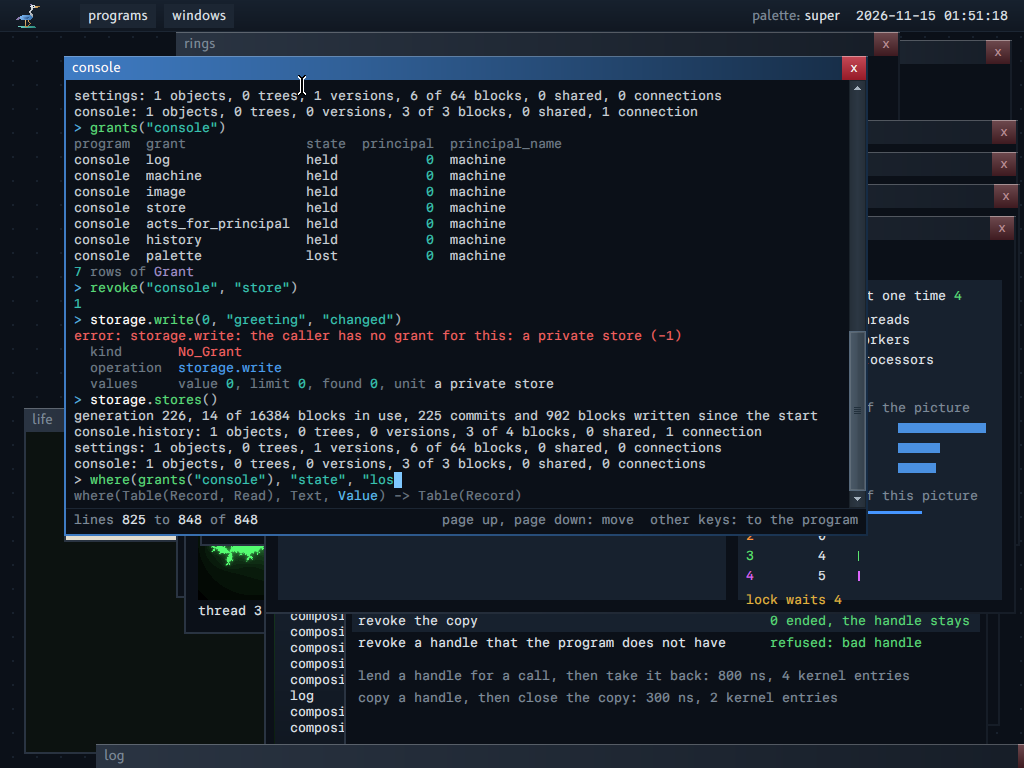 programs windows palette: super 2026-11-15 01:51:18
rings x
x
console x
settings: 1 objects, 0 trees, 1 versions, 6 of 64 blocks, 0 shared, 0 connections
console: 1 objects, 0 trees, 0 versions, 3 of 3 blocks, 0 shared, 1 connection
> grants("console")
program grant state principal principal_name
console log held 0 machine
console machine held 0 machine
console image held 0 machine
console store held 0 machine
console acts_for_principal held 0 machine
console history held 0 machine
console palette lost 0 machine
7 rows of Grant
> revoke("console", "store")
1
> storage.write(0, "greeting", "changed")
error: storage.write: the caller has no grant for this: a private store (-1)
kind No_Grant
operation storage.write
values value 0, limit 0, found 0, unit a private store
> storage.stores()
generation 226, 14 of 16384 blocks in use, 225 commits and 902 blocks written since the start
console.history: 1 objects, 0 trees, 0 versions, 3 of 4 blocks, 0 shared, 1 connection
settings: 1 objects, 0 trees, 1 versions, 6 of 64 blocks, 0 shared, 0 connections
console: 1 objects, 0 trees, 0 versions, 3 of 3 blocks, 0 shared, 0 connections
> where(grants("console"), "state", "los
where(Table(Record, Read), Text, Value) -> Table(Record)
lines 825 to 848 of 848 page up, page down: move other keys: to the program
x
x
x
x
t one time 4
reads
rkers
ocessors
f the picture
f this picture
3 4
4 5
lock waits 4
life
thread 3
composi
composi
composi
composi
composi
log
composi
composi
revoke the copy 0 ended, the handle stays
revoke a handle that the program does not have refused: bad handle
lend a handle for a call, then take it back: 800 ns, 4 kernel entries
copy a handle, then close the copy: 300 ns, 2 kernel entries
log